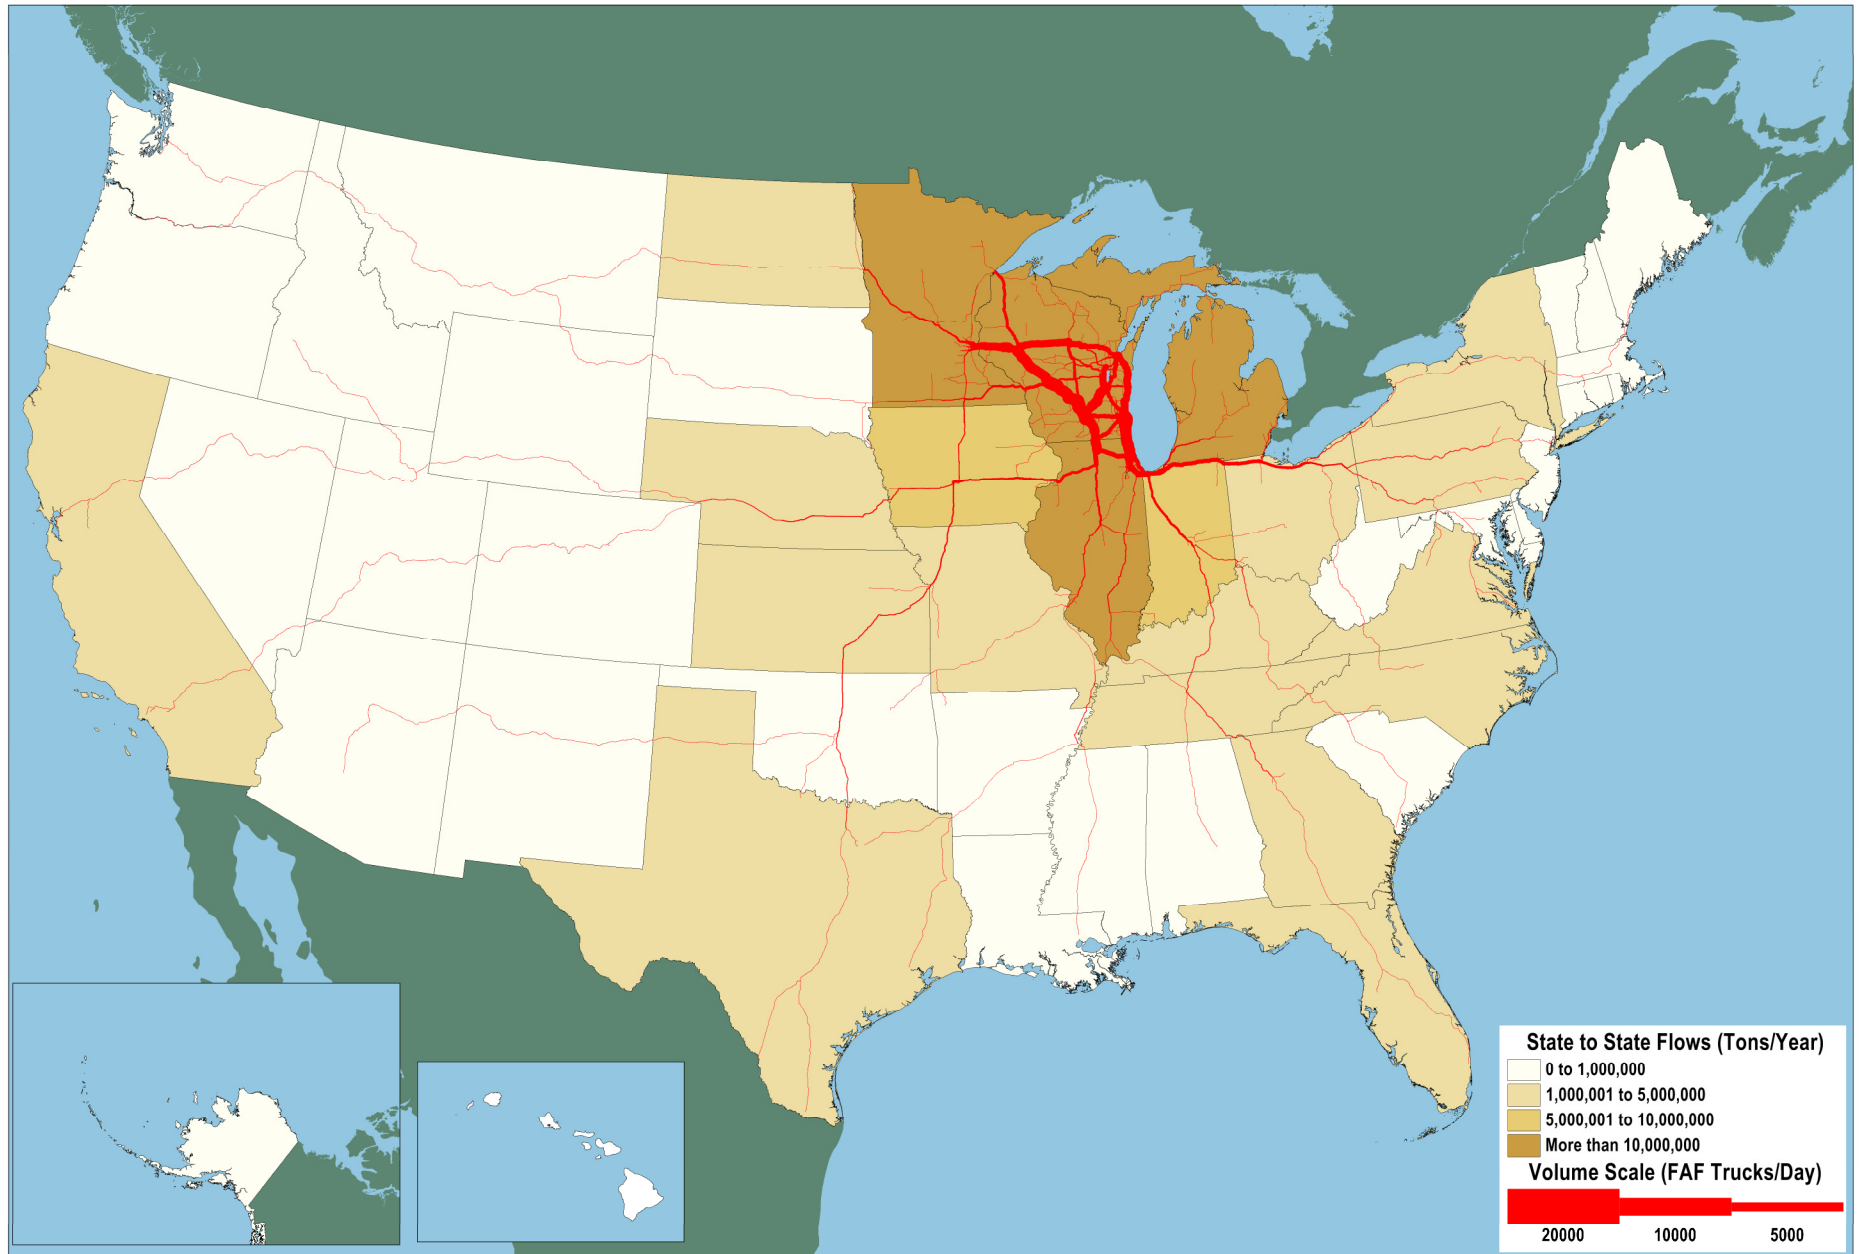 State to State Flows (Tons/Year)
0 to 1,000,000
1,000,001 to 5,000,000
5,000,001 to 10,000,000
More than 10,000,000
Volume Scale (FAF Trucks/Day)
20000 10000 5000